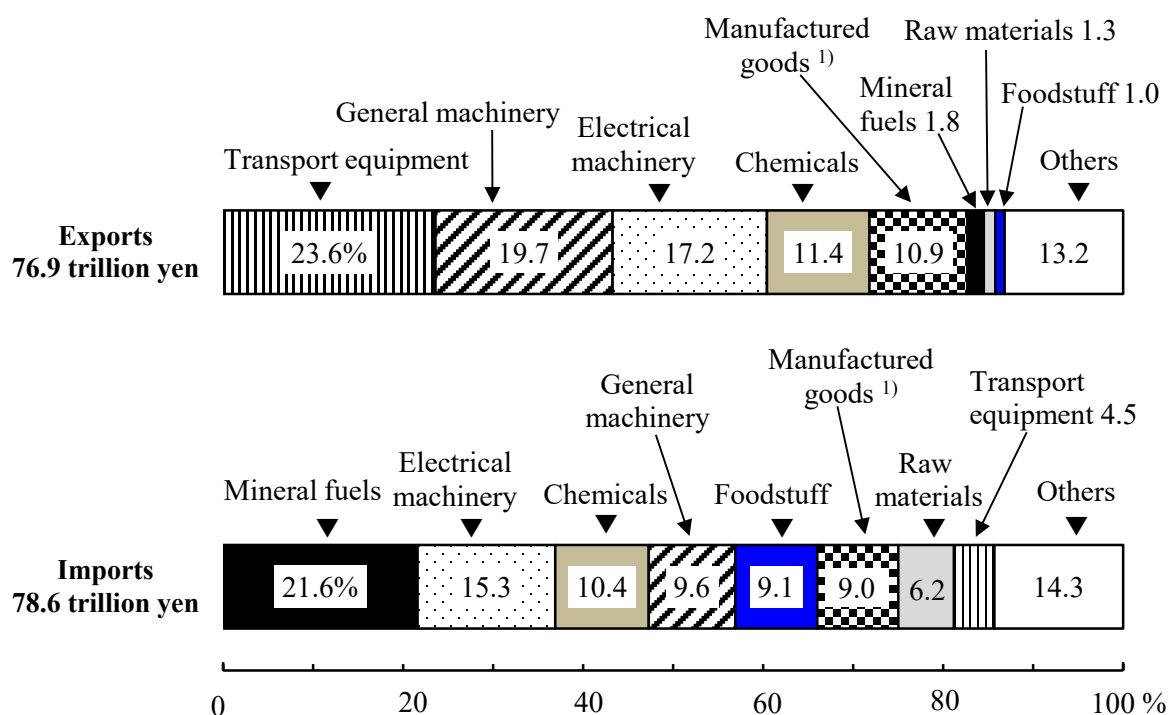 Manufactured
goods 1)
Raw materials 1.3
Mineral
fuels 1.8
Foodstuff 1.0
General machinery
Electrical
machinery
Transport equipment
Chemicals
Others
Exports
76.9 trillion yen
23.6%
19.7
17.2
11.4
10.9
13.2
Manufactured
goods 1)
General
machinery
Transport
equipment 4.5
Electrical
machinery
Raw
materials
Mineral fuels
Chemicals
Foodstuff
Others
Imports
78.6 trillion yen
21.6%
15.3
10.4
9.6
9.1
9.0
6.2
14.3
0
20
40
60
80
100 %